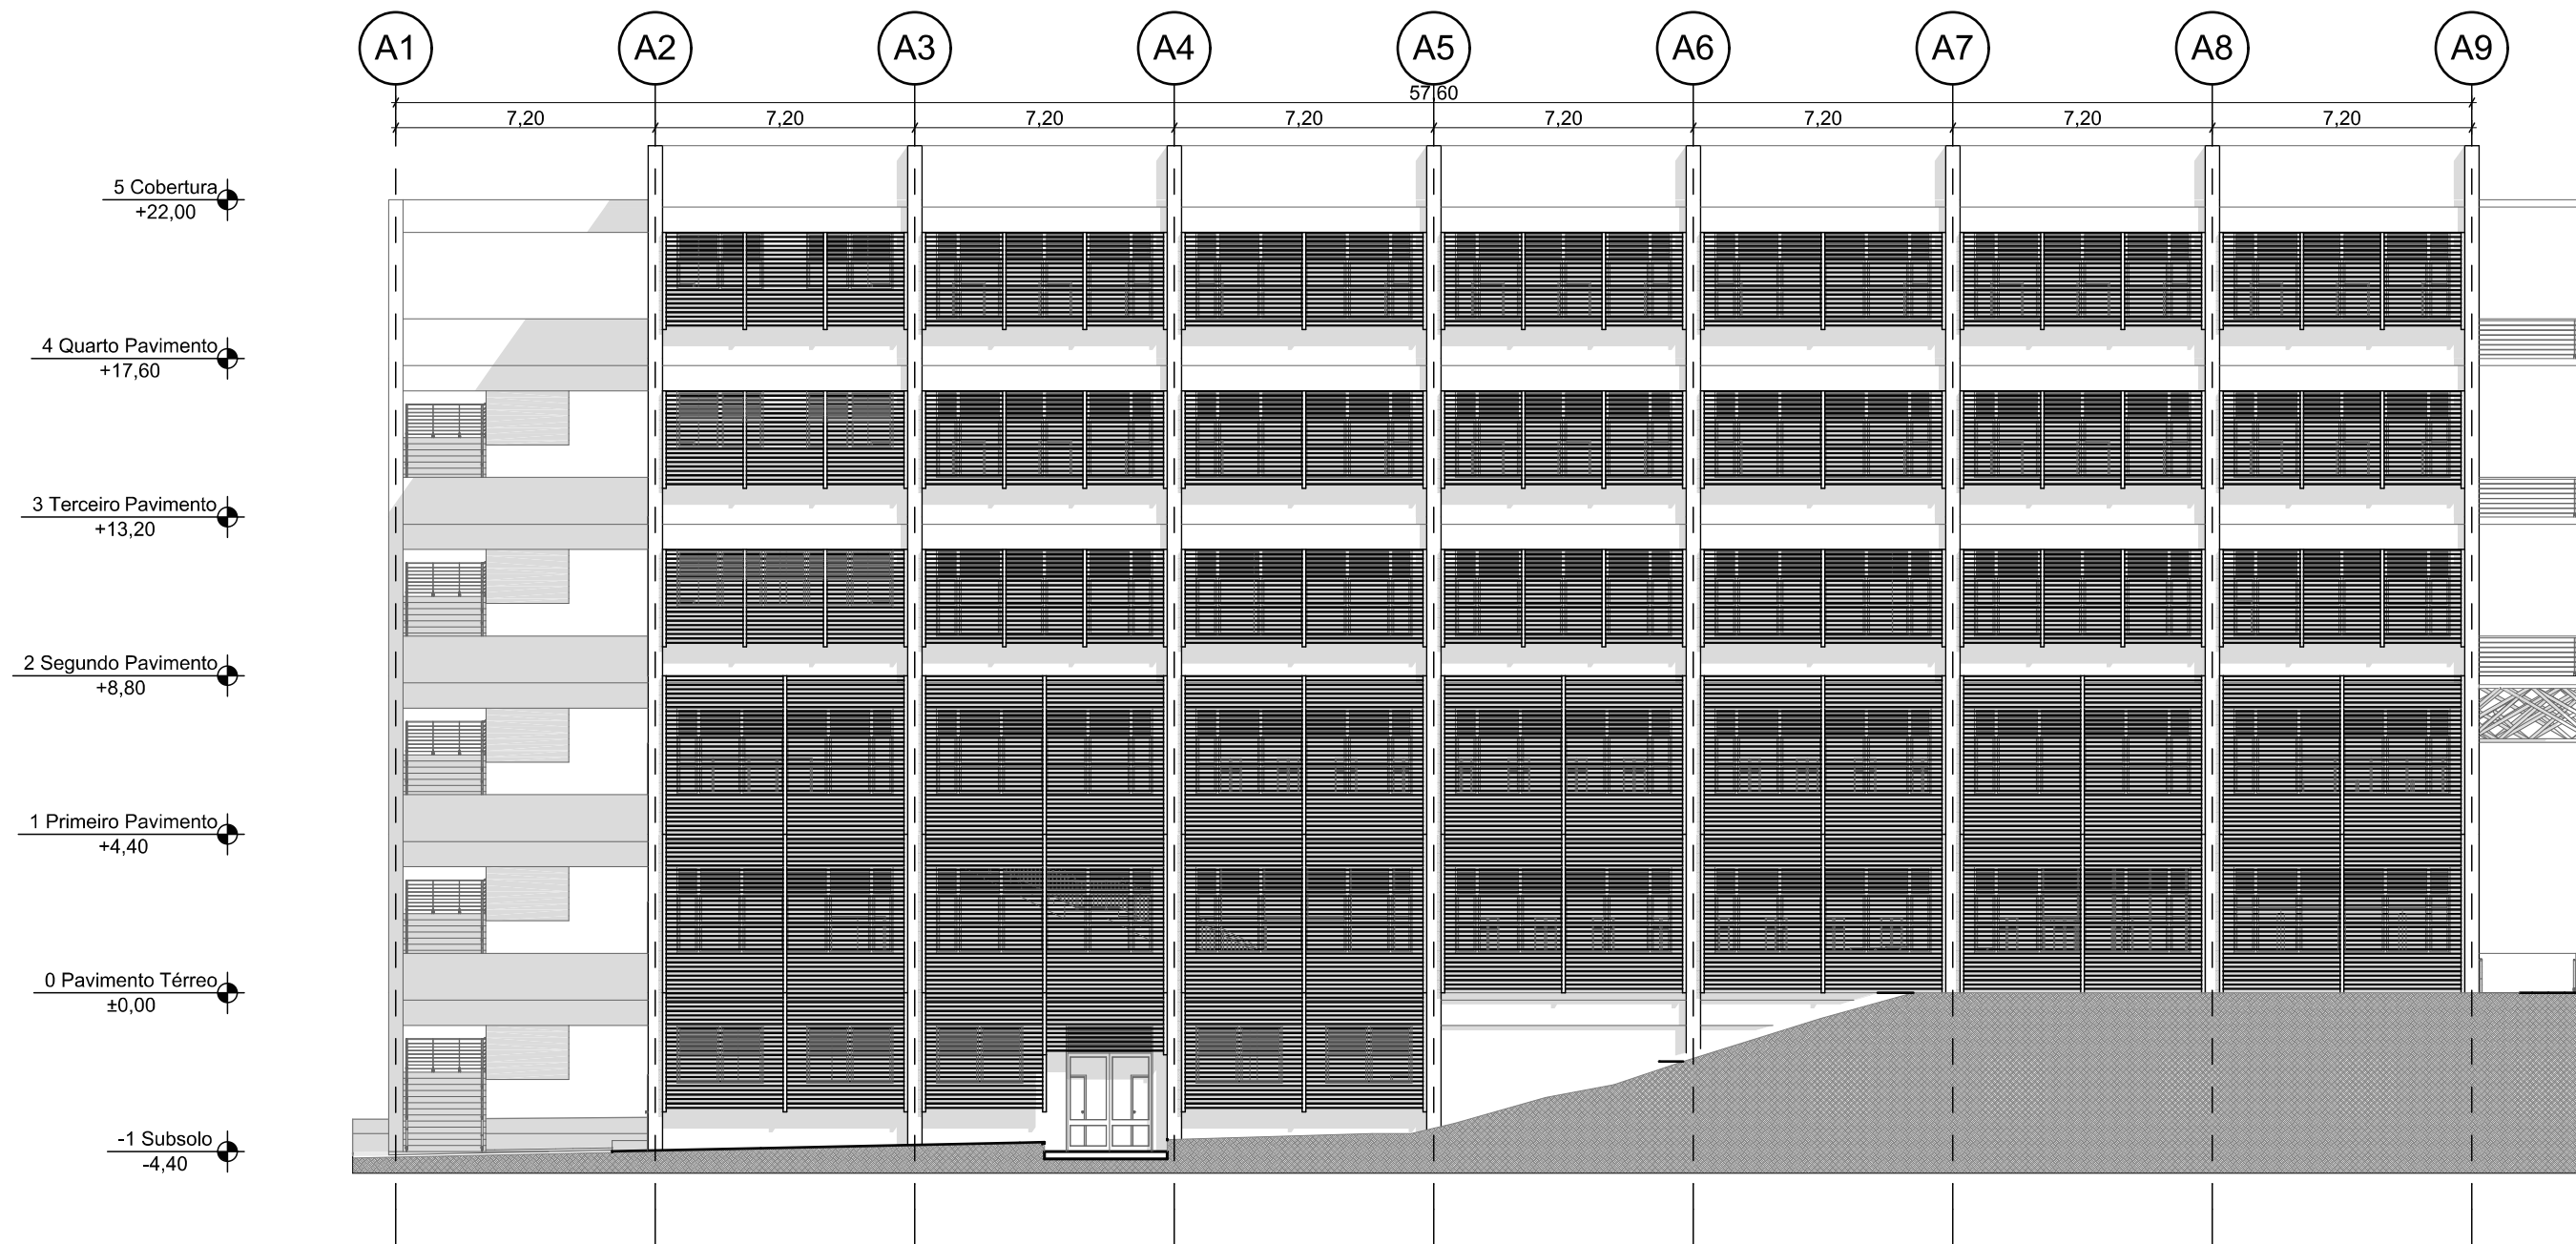 A1 A2 A3 A4 A5 A6 A7 A8 A9
57,60
7,20 7,20 7,20 7,20 7,20 7,20 7,20 7,20
5 Cobertura
+22,00
4 Quarto Pavimento
+17,60
3 Terceiro Pavimento
+13,20
2 Segundo Pavimento
+8,80
1 Primeiro Pavimento
+4,40
0 Pavimento Térreo
±0,00
-1 Subsolo
-4,40